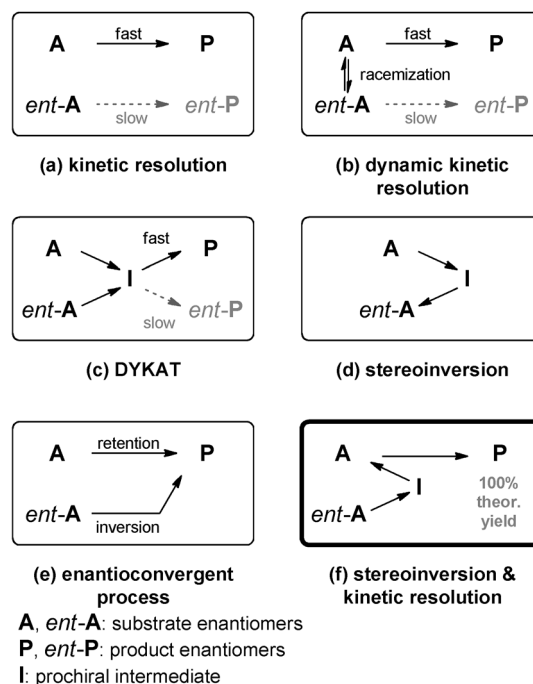 A fast P
ent-A slow ent-P
(a) kinetic resolution
A fast P
racemization
ent-A slow ent-P
(b) dynamic kinetic
resolution
A fast P
I
ent-A slow ent-P
(c) DYKAT
A
I
ent-A
(d) stereoinversion
A retention P
ent-A inversion
(e) enantioconvergent
process
A P
I 100%
theor.
ent-A yield
(f) stereoinversion &
kinetic resolution
A, ent-A: substrate enantiomers
P, ent-P: product enantiomers
I: prochiral intermediate